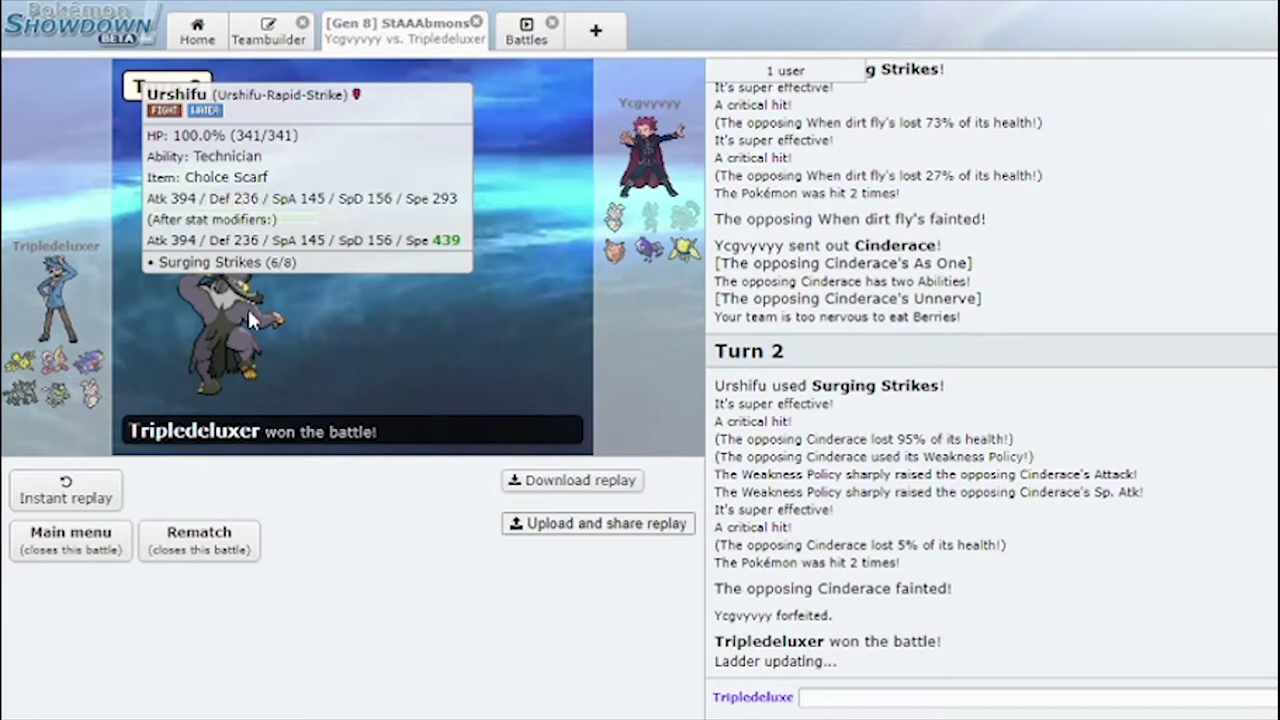 Pokémon
SHOWDOWN
BETA
Home
Teambuilder
[Gen 8] StAAAbmons
Ycgvyvyy vs. Tripledeluxer
Battles
+
Urshifu (Urshifu-Rapid-Strike)
FIGHT WATER
HP: 100.0% (341/341)
Ability: Technician
Item: Choice Scarf
Atk 394 / Def 236 / SpA 145 / SpD 156 / Spe 293
(After stat modifiers:)
Atk 394 / Def 236 / SpA 145 / SpD 156 / Spe 439
• Surging Strikes (6/8)
Tripledeluxer
Ycgvyvyy
Tripledeluxer won the battle!
Instant replay
Download replay
Upload and share replay
Main menu
(closes this battle)
Rematch
(closes this battle)
1 user
g Strikes!
It's super effective!
A critical hit!
(The opposing When dirt fly's lost 73% of its health!)
It's super effective!
A critical hit!
(The opposing When dirt fly's lost 27% of its health!)
The Pokémon was hit 2 times!
The opposing When dirt fly's fainted!
Ycgvyvyy sent out Cinderace!
[The opposing Cinderace's As One]
The opposing Cinderace has two Abilities!
[The opposing Cinderace's Unnerve]
Your team is too nervous to eat Berries!
Turn 2
Urshifu used Surging Strikes!
It's super effective!
A critical hit!
(The opposing Cinderace lost 95% of its health!)
(The opposing Cinderace used its Weakness Policy!)
The Weakness Policy sharply raised the opposing Cinderace's Attack!
The Weakness Policy sharply raised the opposing Cinderace's Sp. Atk!
It's super effective!
A critical hit!
(The opposing Cinderace lost 5% of its health!)
The Pokémon was hit 2 times!
The opposing Cinderace fainted!
Ycgvyvyy forfeited.
Tripledeluxer won the battle!
Ladder updating...
Tripledeluxe